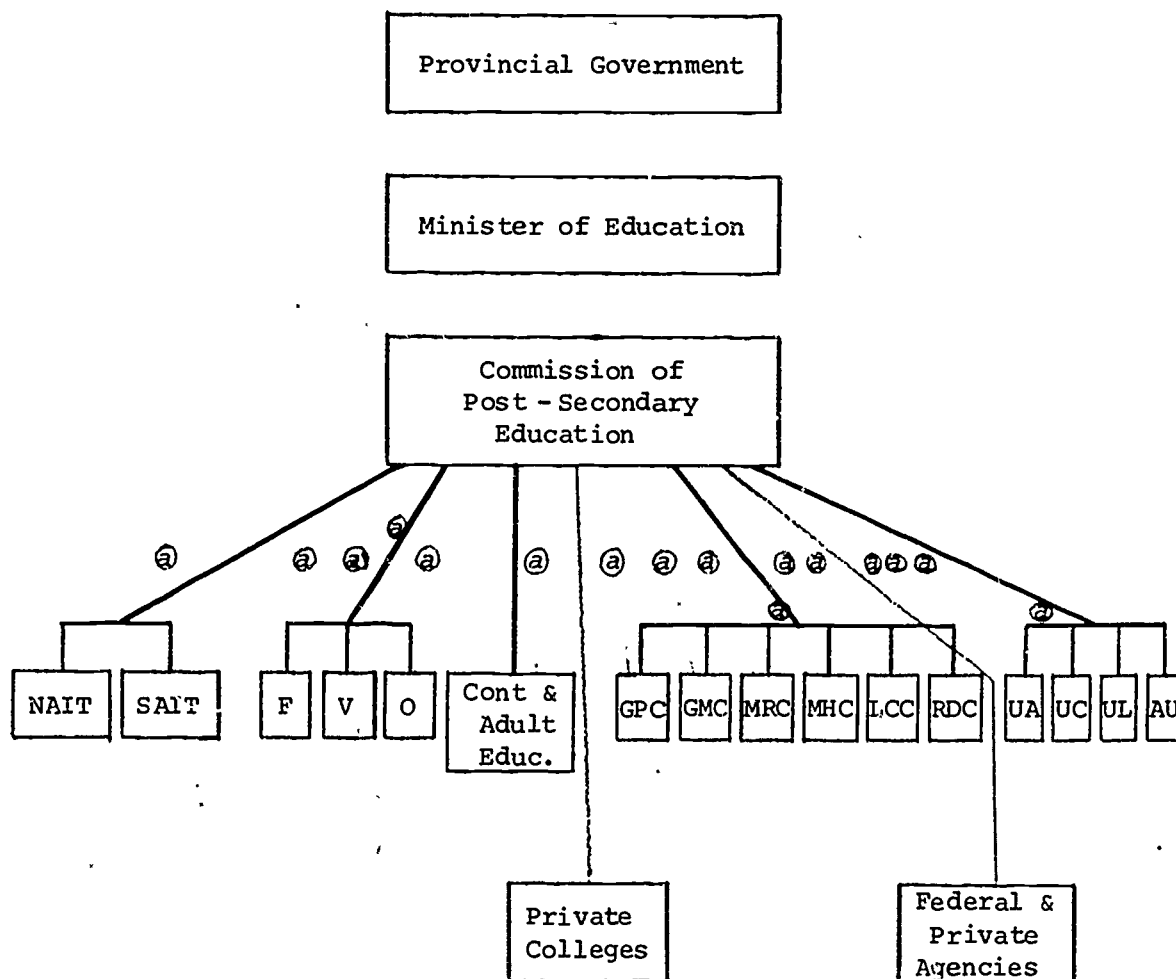 Provincial Government
Minister of Education
Commission of
Post-Secondary
Education
ⓐ
ⓐ ⓐ ⓐ ⓐ ⓐ ⓐ ⓐ ⓐ ⓐ ⓐ ⓐ ⓐ ⓐ
ⓐ ⓐ
NAIT SAIT F V O
Cont &
Adult
Educ.
GPC GMC MRC MHC LCC RDC UA UC UL AU
Private
Colleges
Federal &
Private
Agencies